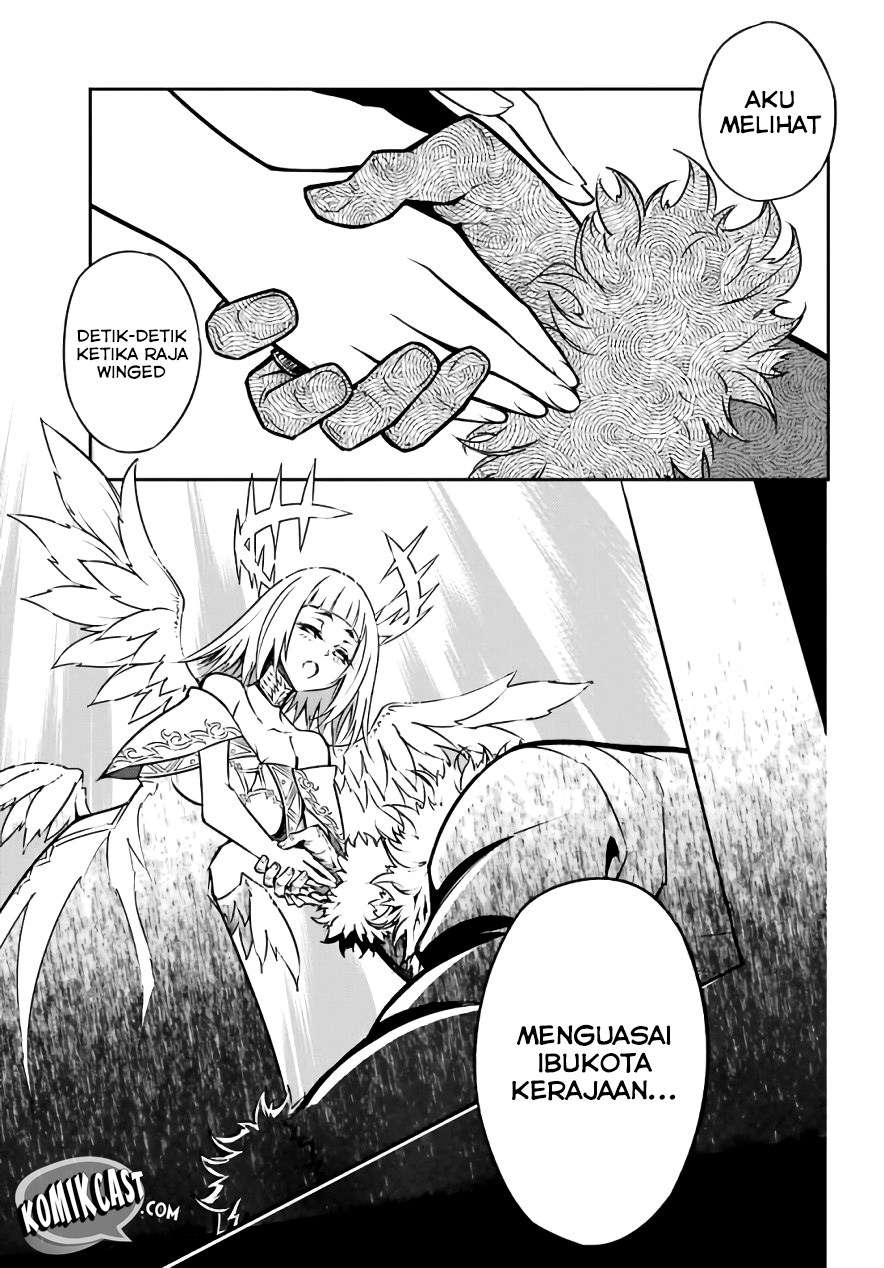 AKU
MELIHAT
DETIK-DETIK
KETIKA RAJA
WINGED
MENGUASAI
IBUKOTA
KERAJAAN...
KOMIKCAST
.COM